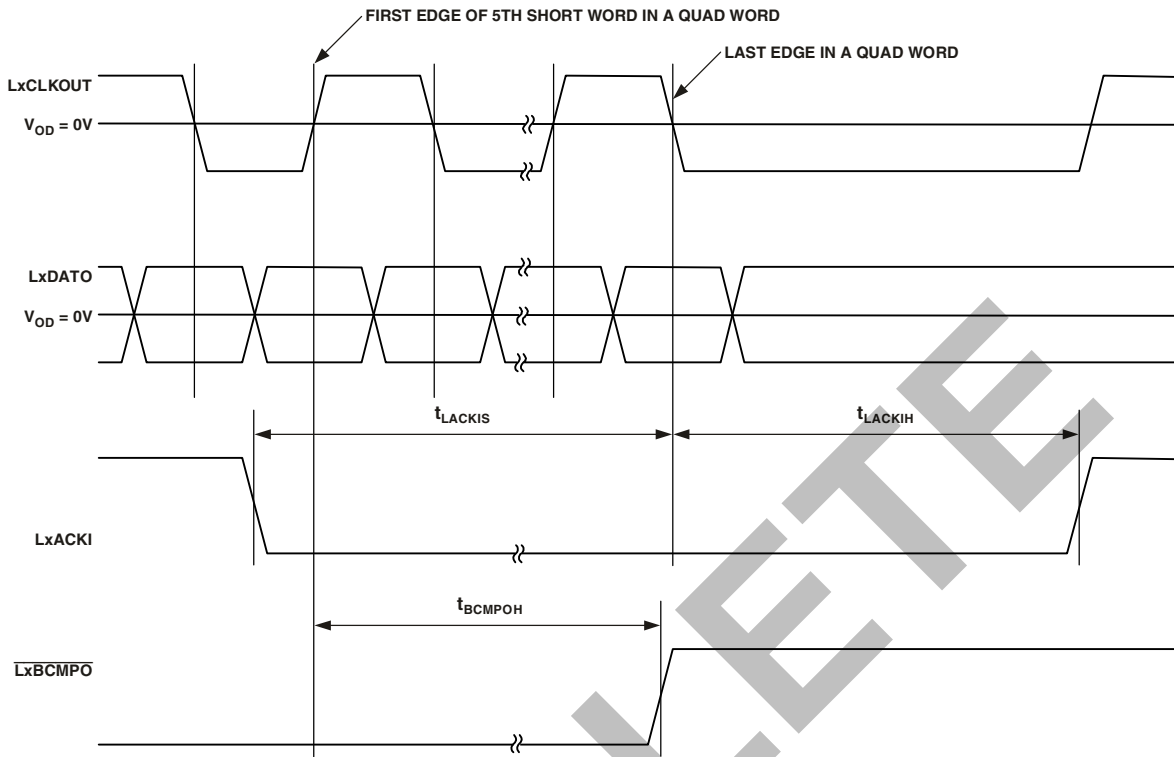 FIRST EDGE OF 5TH SHORT WORD IN A QUAD WORD
LAST EDGE IN A QUAD WORD
LxCLKOUT
VOD = 0V
LxDATO
VOD = 0V
tLACKIS
tLACKIH
LxACKI
tBCMPOH
LxBCMPO
LETE